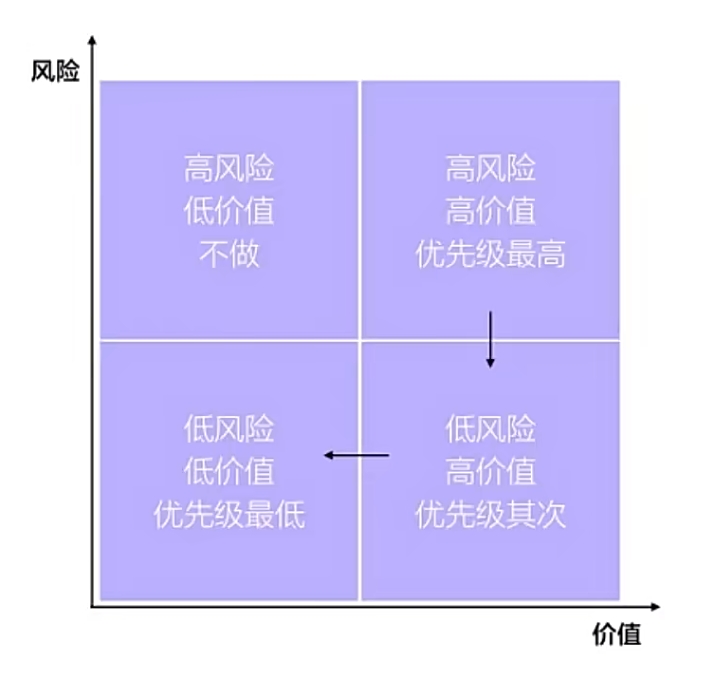 风险
高风险
低价值
不做
高风险
高价值
优先级最高
低风险
低价值
优先级最低
低风险
高价值
优先级其次
价值